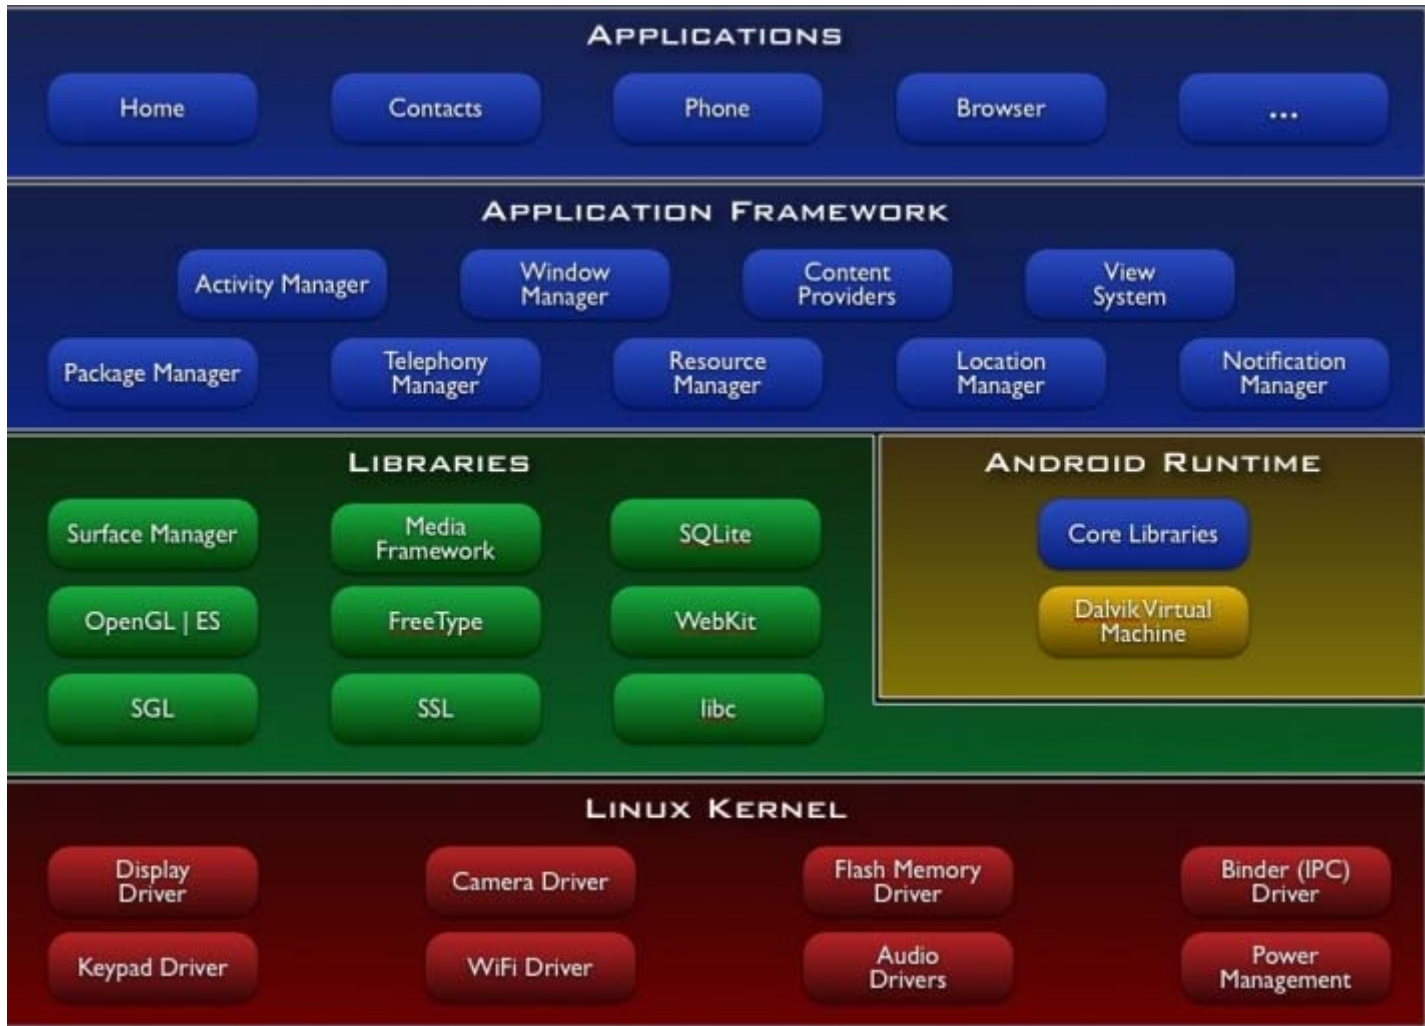 APPLICATIONS
Home
Contacts
Phone
Browser
...
APPLICATION FRAMEWORK
Activity Manager
Window
Manager
Content
Providers
View
System
Package Manager
Telephony
Manager
Resource
Manager
Location
Manager
Notification
Manager
LIBRARIES
Surface Manager
Media
Framework
SQLite
OpenGL | ES
FreeType
WebKit
SGL
SSL
libc
ANDROID RUNTIME
Core Libraries
Dalvik Virtual
Machine
LINUX KERNEL
Display
Driver
Camera Driver
Flash Memory
Driver
Binder (IPC)
Driver
Keypad Driver
WiFi Driver
Audio
Drivers
Power
Management